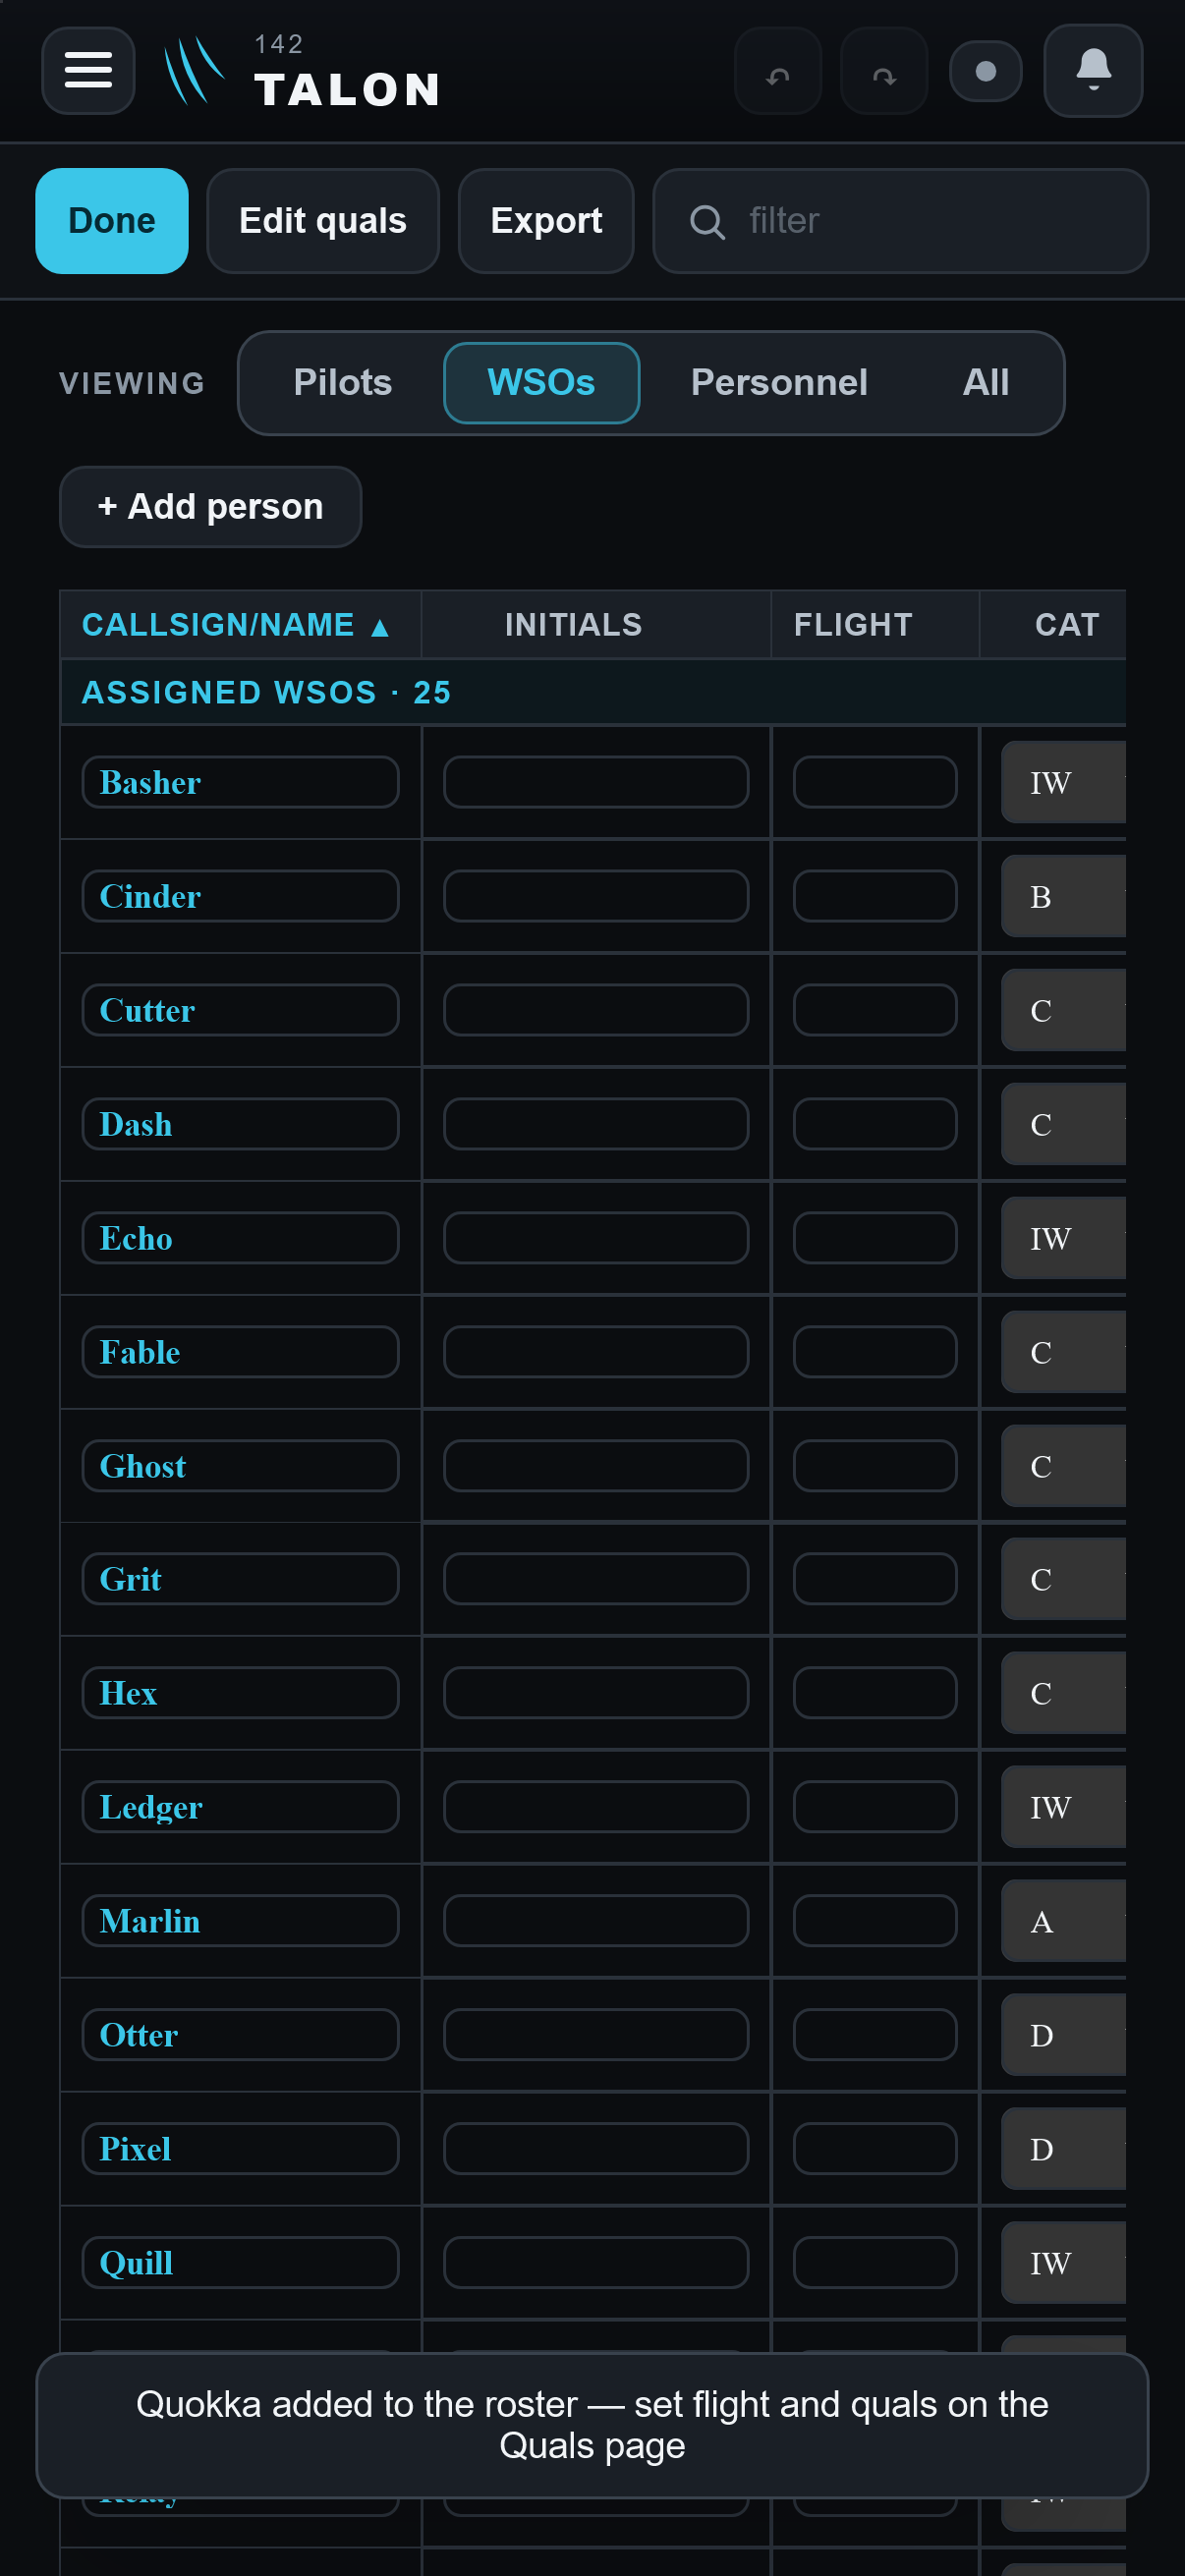 142
TALON
Done Edit quals Export filter
VIEWING Pilots WSOs Personnel All
+ Add person
CALLSIGN/NAME ▲ INITIALS FLIGHT CAT
ASSIGNED WSOS · 25
Basher IW
Cinder B
Cutter C
Dash C
Echo IW
Fable C
Ghost C
Grit C
Hex C
Ledger IW
Marlin A
Otter D
Pixel D
Quill IW
Quokka added to the roster — set flight and quals on the
Quals page